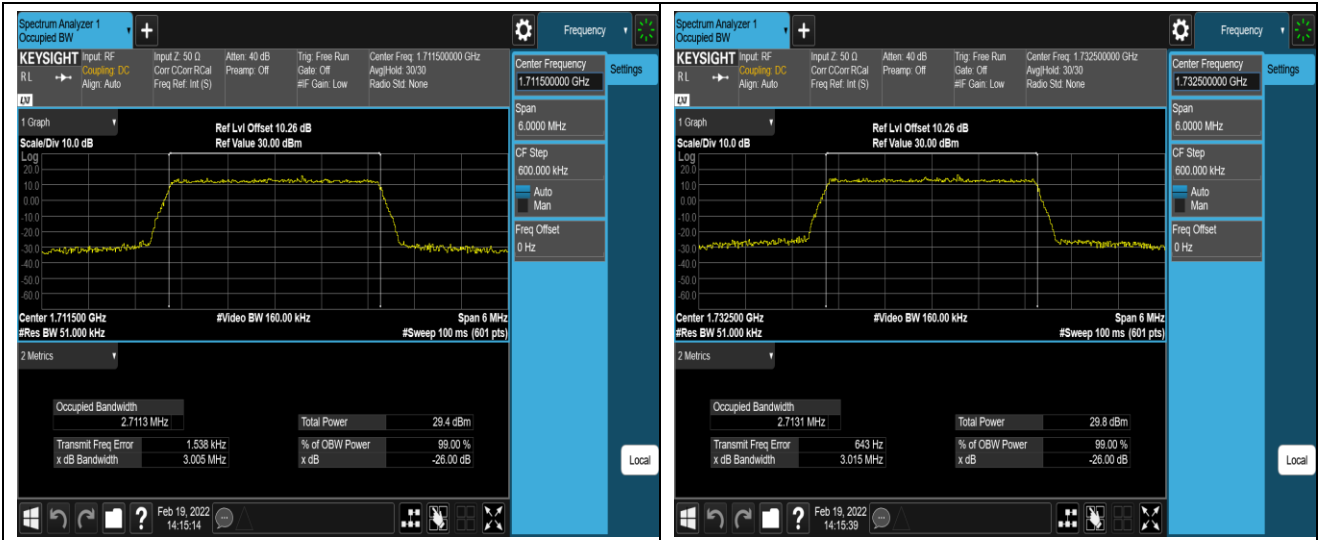 Spectrum Analyzer 1
Occupied BW
+
Frequency
KEYSIGHT Input: RF Input Z: 50 Ω Atten: 40 dB Trig: Free Run Center Freq: 1.711500000 GHz
RL Coupling: DC Corr CCorr RCal Preamp: Off Gate: Off Avg|Hold: 30/30
Align: Auto Freq Ref: Int (S) #IF Gain: Low Radio Std: None
LXI
Center Frequency
1.711500000 GHz
Settings
Span
6.0000 MHz
CF Step
600.000 kHz
Auto
Man
Freq Offset
0 Hz
1 Graph
Ref Lvl Offset 10.26 dB
Scale/Div 10.0 dB Ref Value 30.00 dBm
Log
20.0
10.0
0.00
-10.0
-20.0
-30.0
-40.0
-50.0
-60.0
Center 1.711500 GHz #Video BW 160.00 kHz Span 6 MHz
#Res BW 51.000 kHz #Sweep 100 ms (601 pts)
2 Metrics
Occupied Bandwidth
2.7113 MHz Total Power 29.4 dBm
Transmit Freq Error 1.538 kHz % of OBW Power 99.00 %
x dB Bandwidth 3.005 MHz x dB -26.00 dB
Local
? Feb 19, 2022
14:15:14
Spectrum Analyzer 1
Occupied BW
+
Frequency
KEYSIGHT Input: RF Input Z: 50 Ω Atten: 40 dB Trig: Free Run Center Freq: 1.732500000 GHz
RL Coupling: DC Corr CCorr RCal Preamp: Off Gate: Off Avg|Hold: 30/30
Align: Auto Freq Ref: Int (S) #IF Gain: Low Radio Std: None
LXI
Center Frequency
1.732500000 GHz
Settings
Span
6.0000 MHz
CF Step
600.000 kHz
Auto
Man
Freq Offset
0 Hz
1 Graph
Ref Lvl Offset 10.26 dB
Scale/Div 10.0 dB Ref Value 30.00 dBm
Log
20.0
10.0
0.00
-10.0
-20.0
-30.0
-40.0
-50.0
-60.0
Center 1.732500 GHz #Video BW 160.00 kHz Span 6 MHz
#Res BW 51.000 kHz #Sweep 100 ms (601 pts)
2 Metrics
Occupied Bandwidth
2.7131 MHz Total Power 29.8 dBm
Transmit Freq Error 643 Hz % of OBW Power 99.00 %
x dB Bandwidth 3.015 MHz x dB -26.00 dB
Local
? Feb 19, 2022
14:15:39